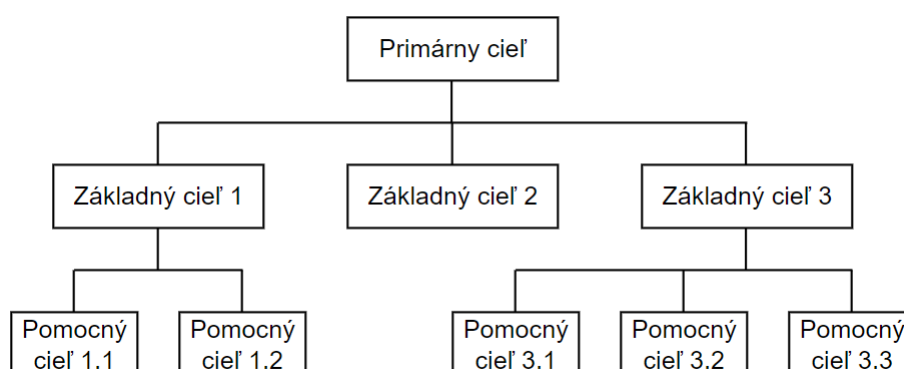 Primárny cieľ
Základný cieľ 1
Základný cieľ 2
Základný cieľ 3
Pomocný
cieľ 1.1
Pomocný
cieľ 1.2
Pomocný
cieľ 3.1
Pomocný
cieľ 3.2
Pomocný
cieľ 3.3